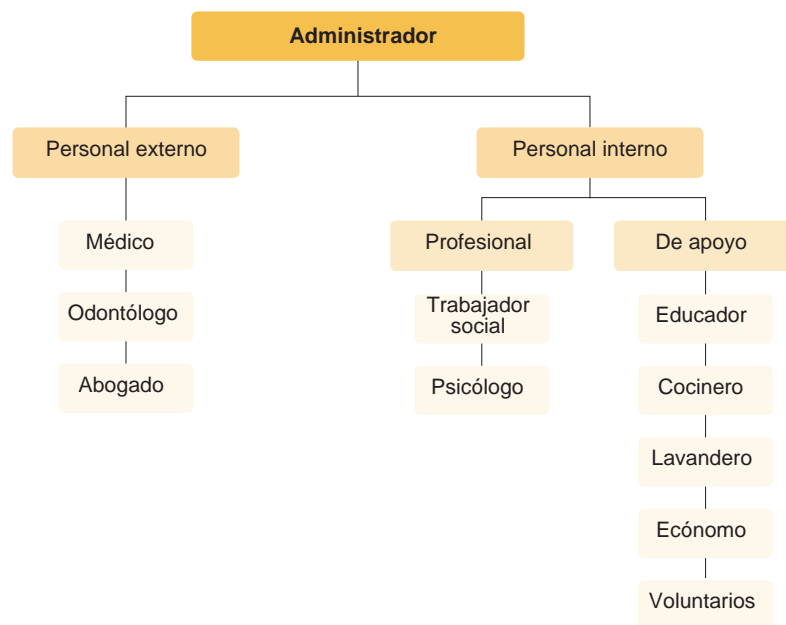 Administrador
Personal externo
Personal interno
Médico
Profesional
De apoyo
Odontólogo
Trabajador
social
Educador
Abogado
Psicólogo
Cocinero
Lavandero
Ecónomo
Voluntarios